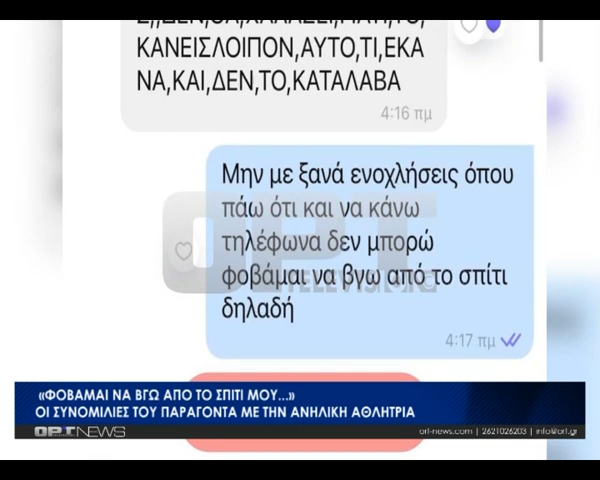 ΚΑΝΕΙΣΛΟΙΠΟΝ,ΑΥΤΟ,ΤΙ,ΕΚΑ
ΝΑ,ΚΑΙ,ΔΕΝ,ΤΟ,ΚΑΤΑΛΑΒΑ
4:16 πμ
Μην με ξανά ενοχλήσεις όπου
πάω ότι και να κάνω
τηλέφωνα δεν μπορώ
φοβάμαι να βγω από το σπίτι
δηλαδή
4:17 πμ
ΟΡΤ
TELEVISION
«ΦΟΒΑΜΑΙ ΝΑ ΒΓΩ ΑΠΟ ΤΟ ΣΠΙΤΙ ΜΟΥ...»
ΟΙ ΣΥΝΟΜΙΛΙΕΣ ΤΟΥ ΠΑΡΑΓΟΝΤΑ ΜΕ ΤΗΝ ΑΝΗΛΙΚΗ ΑΘΛΗΤΡΙΑ
ΟΡΤ NEWS
ort-news.com | 2621026203 | info@ort.gr